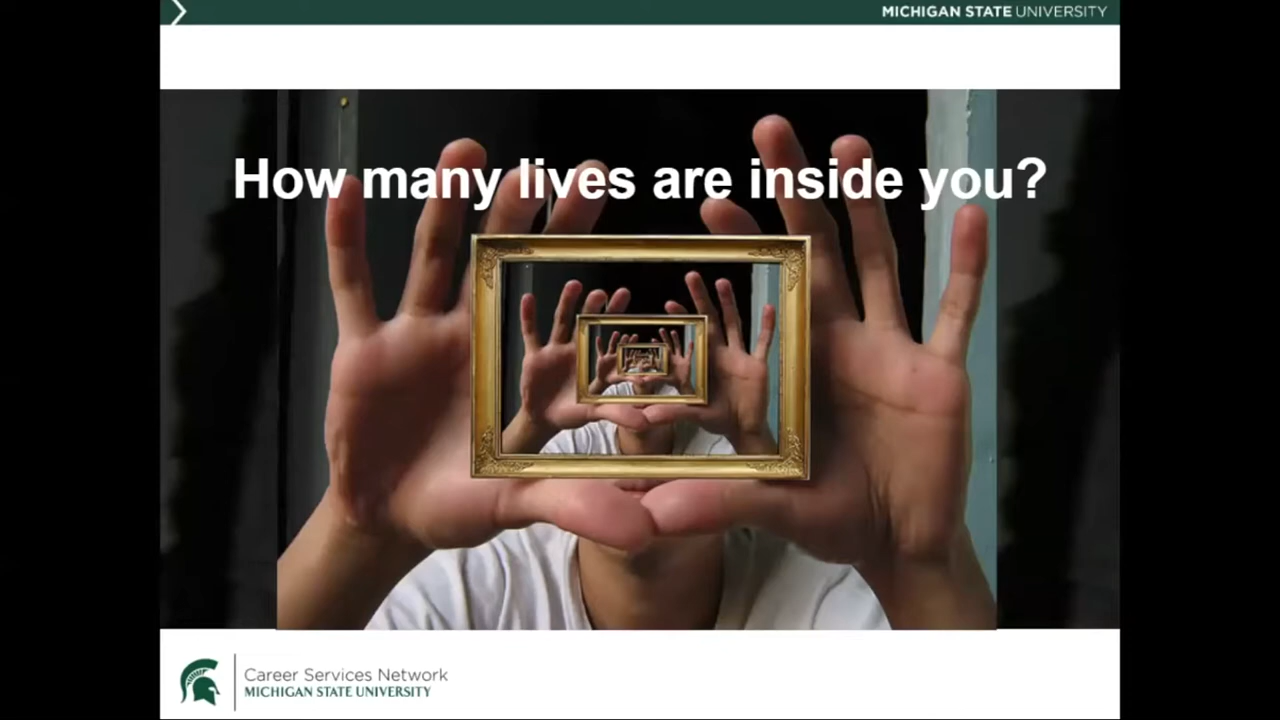 MICHIGAN STATE UNIVERSITY
How many lives are inside you?
Career Services Network
MICHIGAN STATE UNIVERSITY